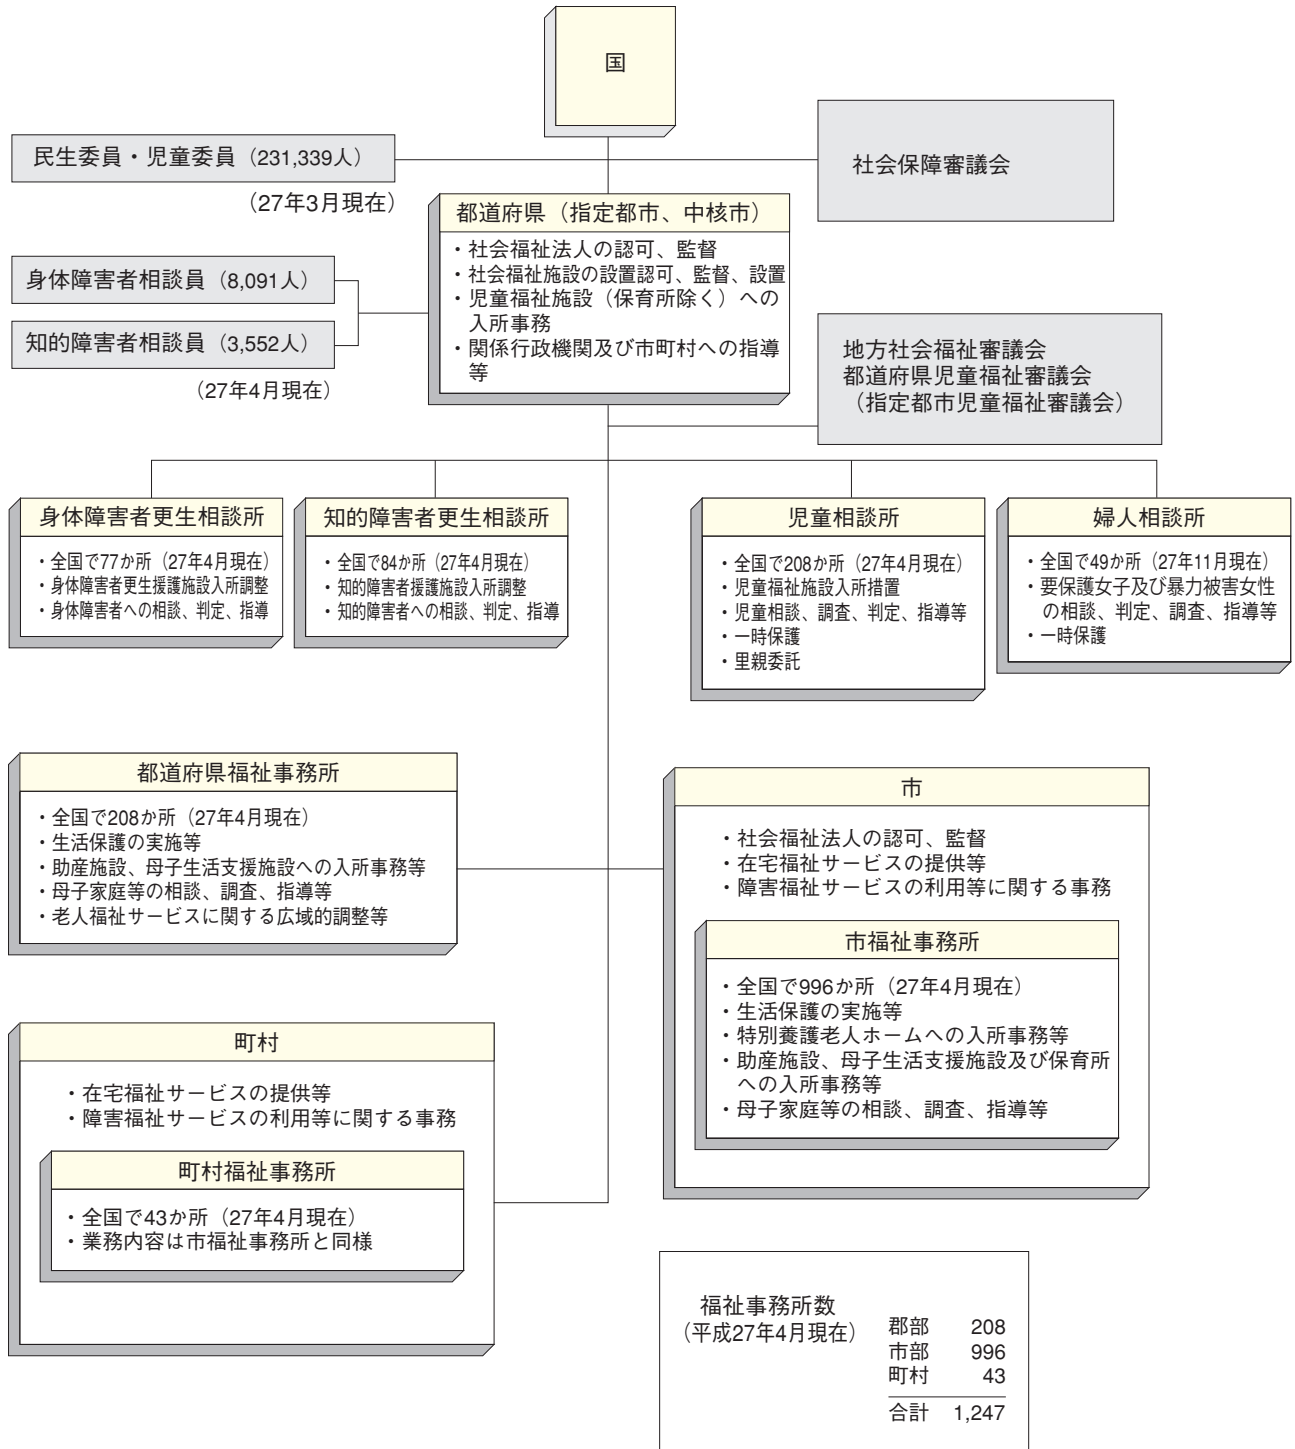 国
民生委員・児童委員（231,339人）
（27年3月現在）
社会保障審議会
都道府県（指定都市、中核市）
・社会福祉法人の認可、監督
・社会福祉施設の設置認可、監督、設置
・児童福祉施設（保育所除く）への
入所事務
・関係行政機関及び市町村への指導
等
身体障害者相談員（8,091人）
知的障害者相談員（3,552人）
（27年4月現在）
地方社会福祉審議会
都道府県児童福祉審議会
（指定都市児童福祉審議会）
身体障害者更生相談所
・全国で77か所（27年4月現在）
・身体障害者更生援護施設入所調整
・身体障害者への相談、判定、指導
知的障害者更生相談所
・全国で84か所（27年4月現在）
・知的障害者援護施設入所調整
・知的障害者への相談、判定、指導
児童相談所
・全国で208か所（27年4月現在）
・児童福祉施設入所措置
・児童相談、調査、判定、指導等
・一時保護
・里親委託
婦人相談所
・全国で49か所（27年11月現在）
・要保護女子及び暴力被害女性
の相談、判定、調査、指導等
・一時保護
都道府県福祉事務所
・全国で208か所（27年4月現在）
・生活保護の実施等
・助産施設、母子生活支援施設への入所事務等
・母子家庭等の相談、調査、指導等
・老人福祉サービスに関する広域的調整等
市
・社会福祉法人の認可、監督
・在宅福祉サービスの提供等
・障害福祉サービスの利用等に関する事務
市福祉事務所
・全国で996か所（27年4月現在）
・生活保護の実施等
・特別養護老人ホームへの入所事務等
・助産施設、母子生活支援施設及び保育所
への入所事務等
・母子家庭等の相談、調査、指導等
町村
・在宅福祉サービスの提供等
・障害福祉サービスの利用等に関する事務
町村福祉事務所
・全国で43か所（27年4月現在）
・業務内容は市福祉事務所と同様
福祉事務所数
（平成27年4月現在）
郡部 208
市部 996
町村 43
合計 1,247